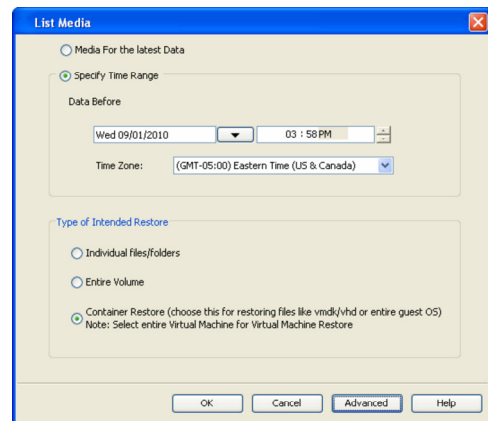 List Media
Media For the latest Data
Specify Time Range
Data Before
Wed 09/01/2010
03 : 58 PM
Time Zone: (GMT-05:00) Eastern Time (US & Canada)
Type of Intended Restore
Individual files/folders
Entire Volume
Container Restore (choose this for restoring files like vmdk/vhd or entire guest OS)
Note: Select entire Virtual Machine for Virtual Machine Restore
OK Cancel Advanced Help